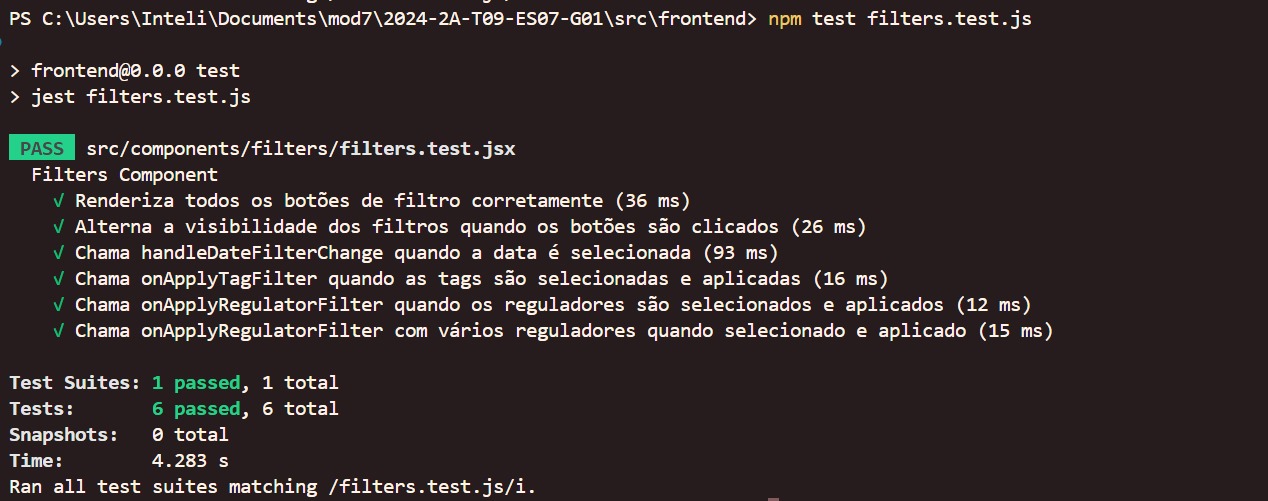 PS C:\Users\Inteli\Documents\mod7\2024-2A-T09-ES07-G01\src\frontend> npm test filters.test.js
> frontend@0.0.0 test
> jest filters.test.js
PASS src/components/filters/filters.test.jsx
Filters Component
√ Renderiza todos os botões de filtro corretamente (36 ms)
√ Alterna a visibilidade dos filtros quando os botões são clicados (26 ms)
√ Chama handleDateFilterChange quando a data é selecionada (93 ms)
√ Chama onApplyTagFilter quando as tags são selecionadas e aplicadas (16 ms)
√ Chama onApplyRegulatorFilter quando os reguladores são selecionados e aplicados (12 ms)
√ Chama onApplyRegulatorFilter com vários reguladores quando selecionado e aplicado (15 ms)
Test Suites: 1 passed, 1 total
Tests: 6 passed, 6 total
Snapshots: 0 total
Time: 4.283 s
Ran all test suites matching /filters.test.js/i.